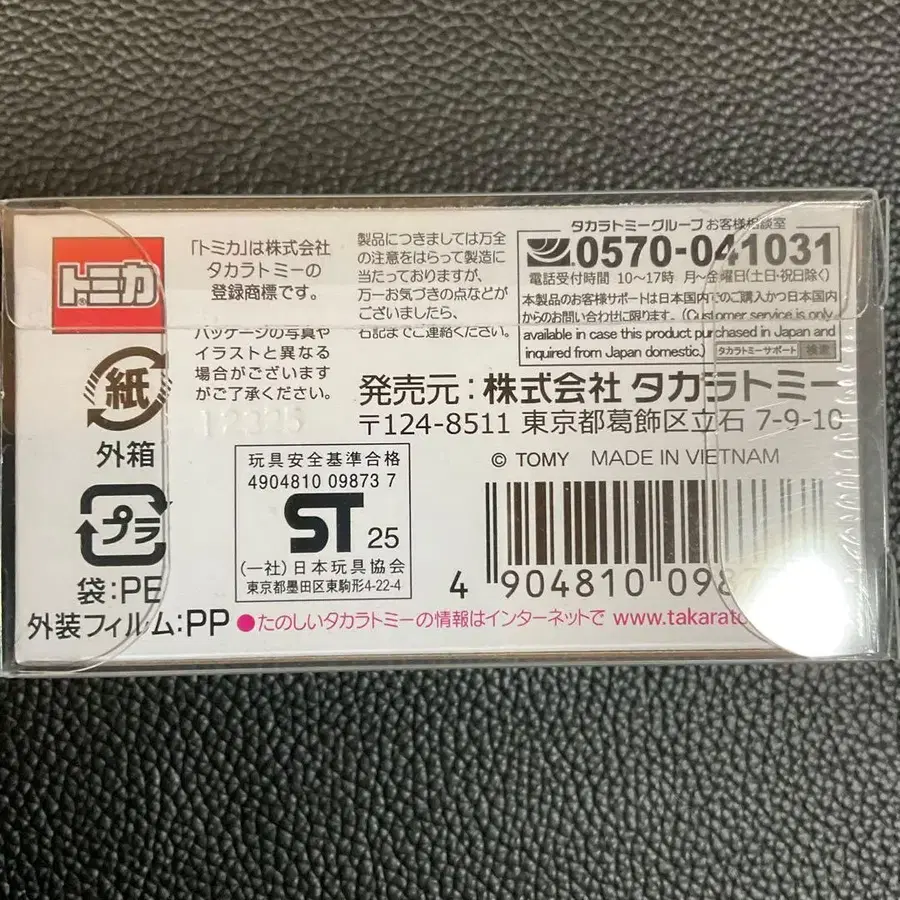 トミカ
「トミカ」は株式会社
タカラトミーの
登録商標です。
パッケージの写真や
イラストと異なる
場合がございます
がご了承ください。
製品につきましては万全
の注意をはらって製造に
当たっておりますが、
万一お気づきの点などが
ございましたら、
右記までご連絡ください。
タカラトミーグループ お客様相談室
0570-041031
電話受付時間 10〜17時 月〜金曜日(土日・祝日除く)
本製品のお客様サポートは日本国内でのご購入かつ日本国内
からのお問い合わせに限ります。(Customer service is only
available in case this product purchased in Japan and
inquired from Japan domestic.)
タカラトミーサポート 検索
発売元:株式会社 タカラトミー
〒124-8511 東京都葛飾区立石 7-9-10
© TOMY MADE IN VIETNAM
紙
外箱
プラ
袋:PE
外装フィルム:PP
玩具安全基準合格
4904810 09873 7
ST 25
(一社)日本玩具協会
東京都墨田区東駒形4-22-4
4 904810 098
●たのしいタカラトミーの情報はインターネットで www.takarato